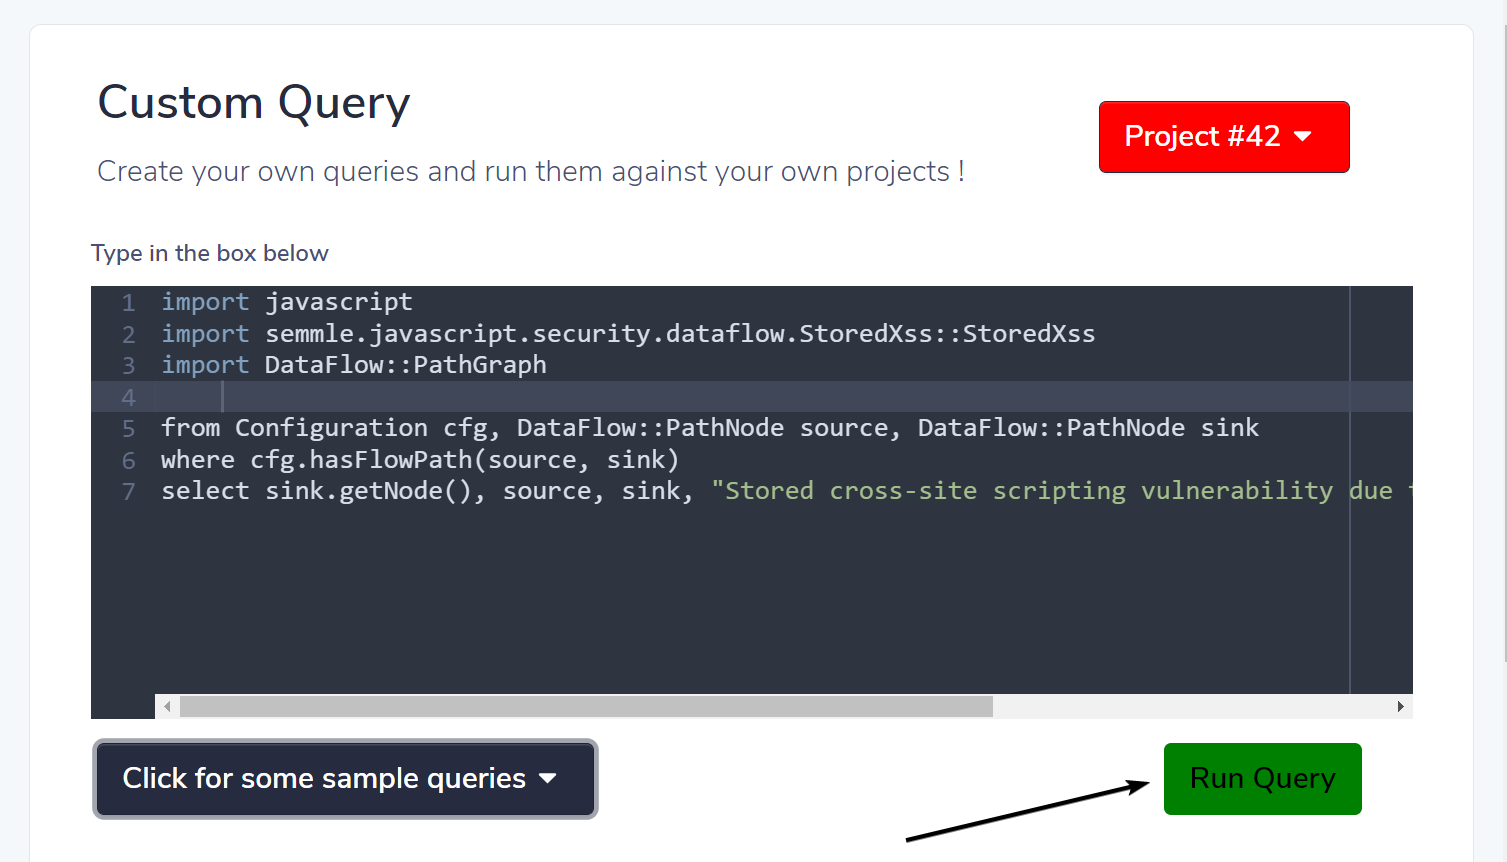 Custom Query
Project #42
Create your own queries and run them against your own projects !
Type in the box below
1 import javascript
2 import semmle.javascript.security.dataflow.StoredXss::StoredXss
3 import DataFlow::PathGraph
4
5 from Configuration cfg, DataFlow::PathNode source, DataFlow::PathNode sink
6 where cfg.hasFlowPath(source, sink)
7 select sink.getNode(), source, sink, "Stored cross-site scripting vulnerability due
Click for some sample queries
Run Query